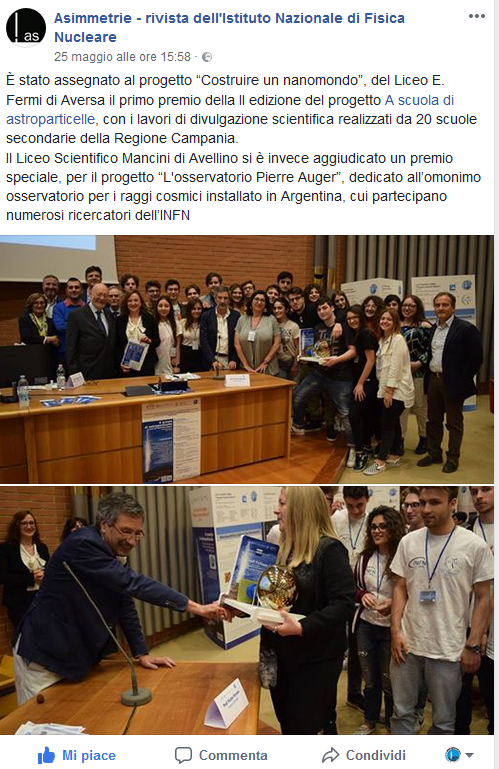 Asimmetrie - rivista dell'Istituto Nazionale di Fisica
Nucleare
as
25 maggio alle ore 15:58 ·
È stato assegnato al progetto “Costruire un nanomondo”, del Liceo E.
Fermi di Aversa il primo premio della II edizione del progetto A scuola di
astroparticelle, con i lavori di divulgazione scientifica realizzati da 20 scuole
secondarie della Regione Campania.
Il Liceo Scientifico Mancini di Avellino si è invece aggiudicato un premio
speciale, per il progetto “L'osservatorio Pierre Auger”, dedicato all’omonimo
osservatorio per i raggi cosmici installato in Argentina, cui partecipano
numerosi ricercatori dell’INFN
INFN
Mi piace
Commenta
Condividi